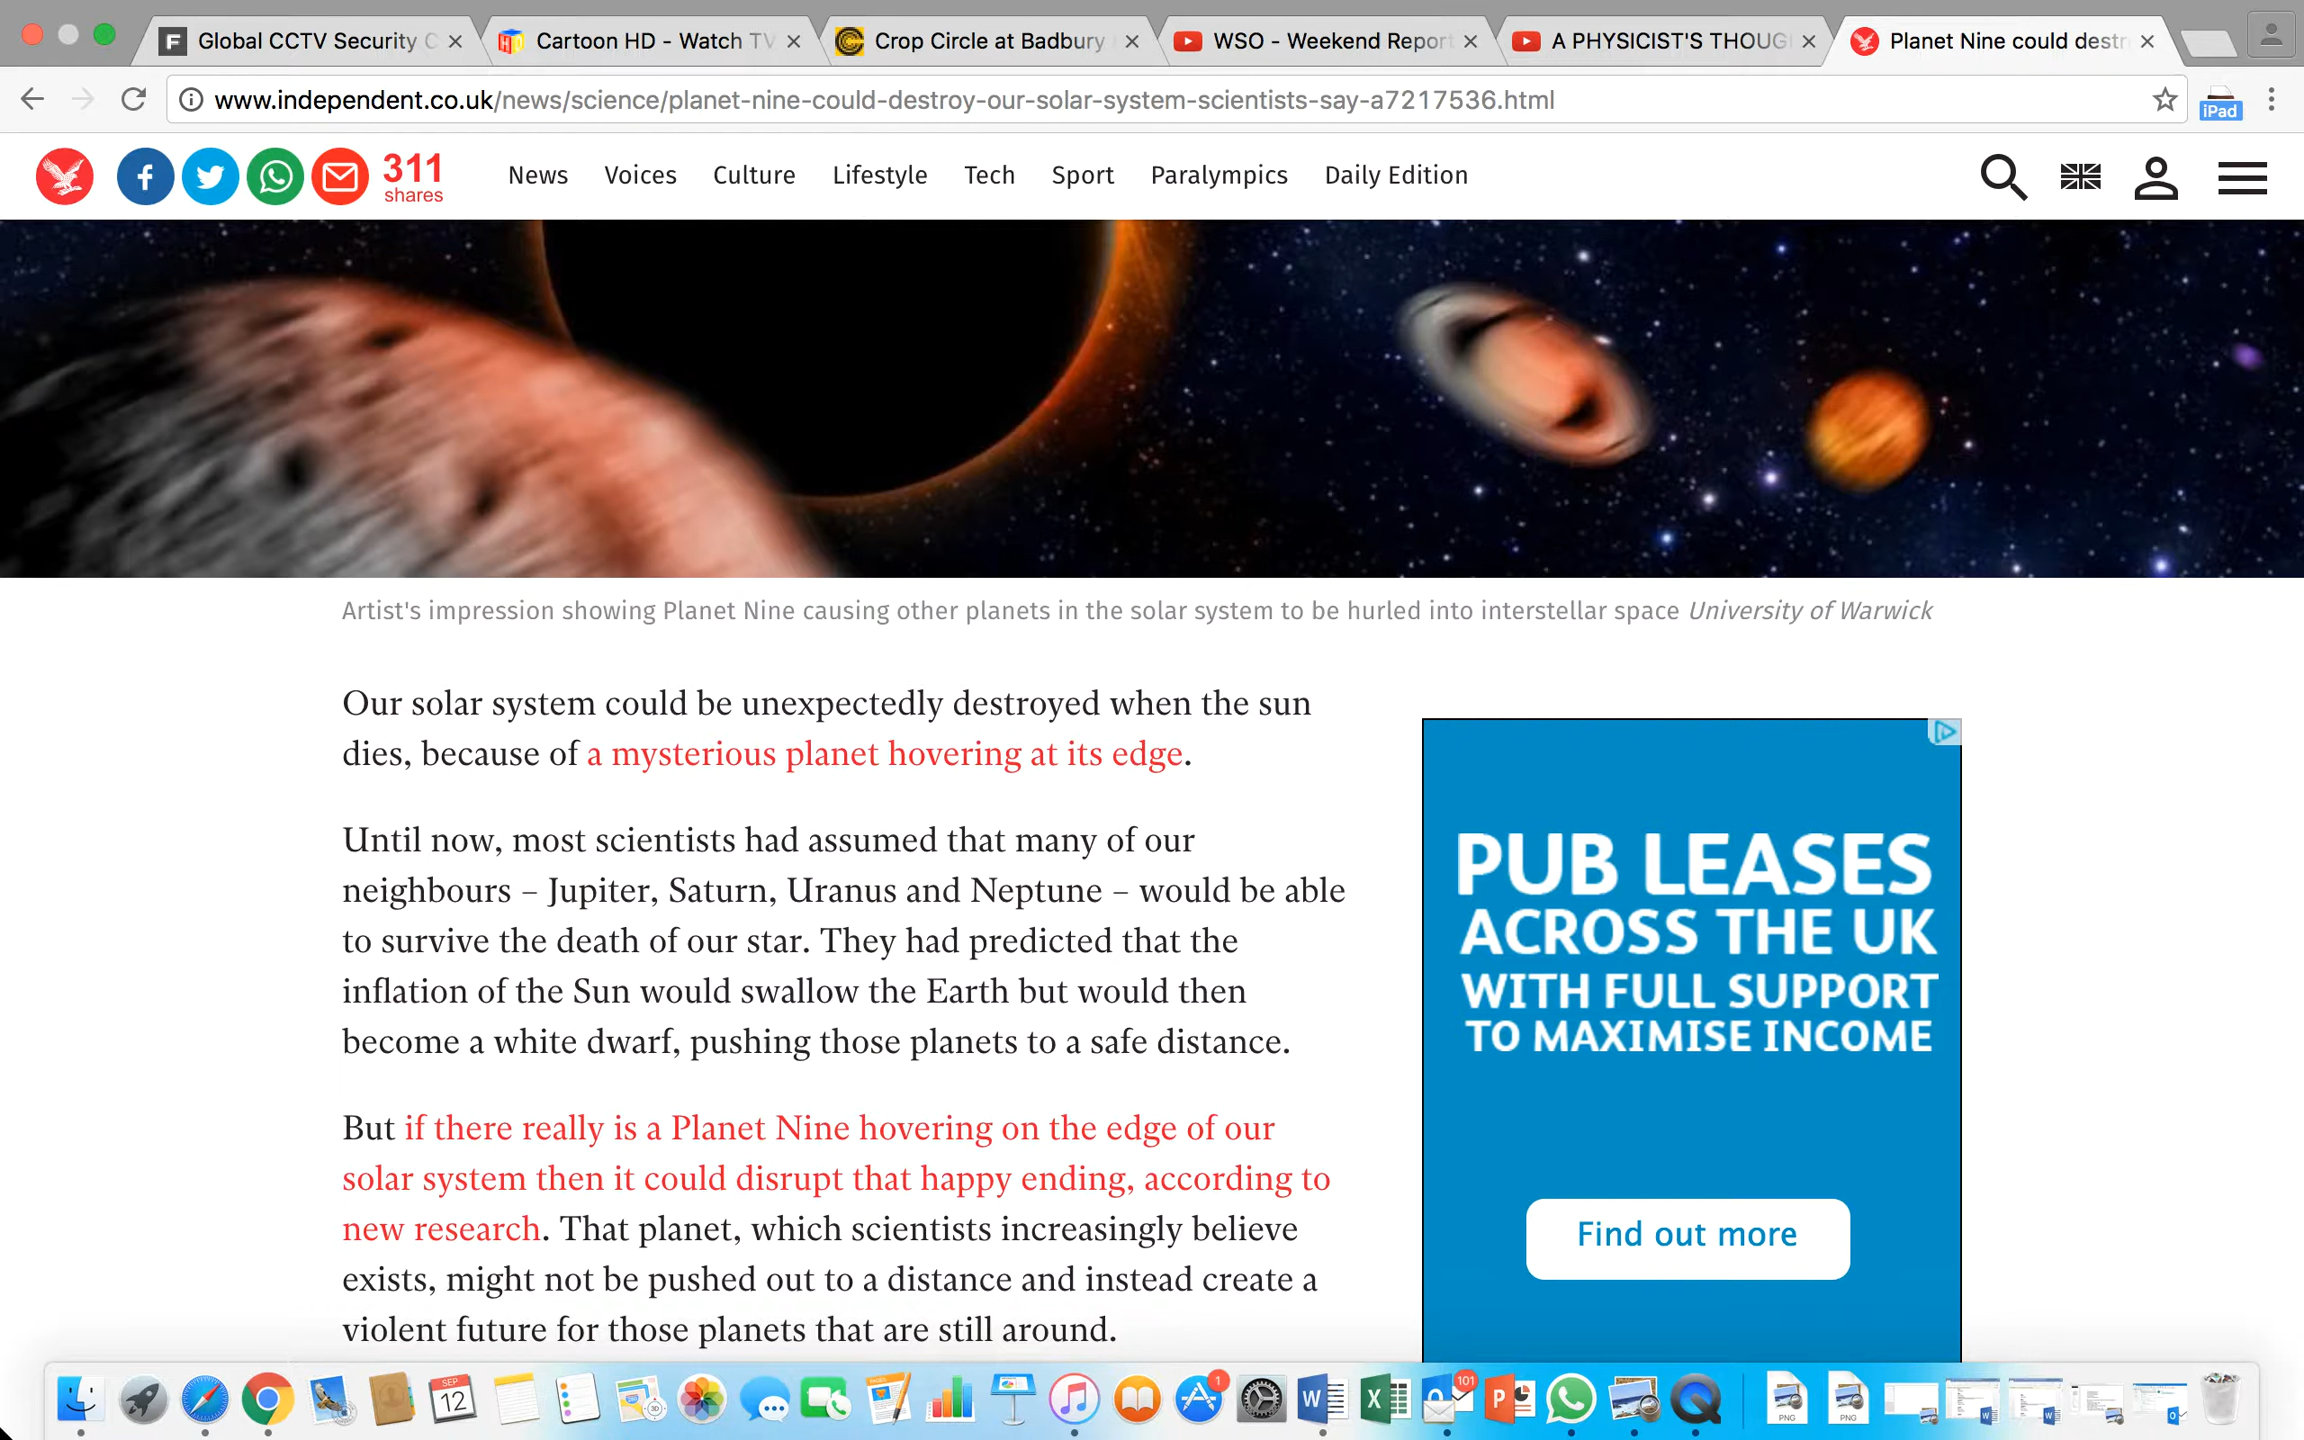 Global CCTV Security C
Cartoon HD - Watch TV
Crop Circle at Badbury
WSO - Weekend Report
A PHYSICIST'S THOUG
Planet Nine could destr
www.independent.co.uk/news/science/planet-nine-could-destroy-our-solar-system-scientists-say-a7217536.html
iPad
311
shares
News Voices Culture Lifestyle Tech Sport Paralympics Daily Edition
Artist's impression showing Planet Nine causing other planets in the solar system to be hurled into interstellar space University of Warwick
Our solar system could be unexpectedly destroyed when the sun
dies, because of a mysterious planet hovering at its edge.
Until now, most scientists had assumed that many of our
neighbours – Jupiter, Saturn, Uranus and Neptune – would be able
to survive the death of our star. They had predicted that the
inflation of the Sun would swallow the Earth but would then
become a white dwarf, pushing those planets to a safe distance.
But if there really is a Planet Nine hovering on the edge of our
solar system then it could disrupt that happy ending, according to
new research. That planet, which scientists increasingly believe
exists, might not be pushed out to a distance and instead create a
violent future for those planets that are still around.
PUB LEASES
ACROSS THE UK
WITH FULL SUPPORT
TO MAXIMISE INCOME
Find out more
SEP
12
1
101
PNG
PNG